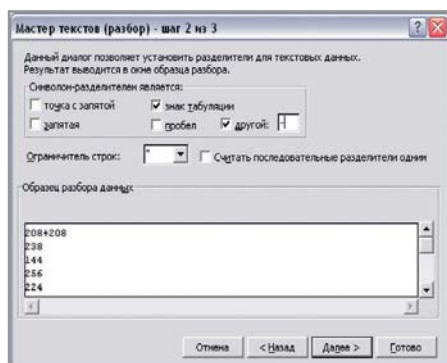 Мастер текстов (разбор) - шаг 2 из 3
Данный диалог позволяет установить разделители для текстовых данных.
Результат выводится в окне образца разбора.
Символом-разделителем является:
точка с запятой знак табуляции
запятая пробел другой: -
Ограничитель строк: " Считать последовательные разделители одним
Образец разбора данных
208+208
238
144
256
224
Отмена < Назад Далее > Готово